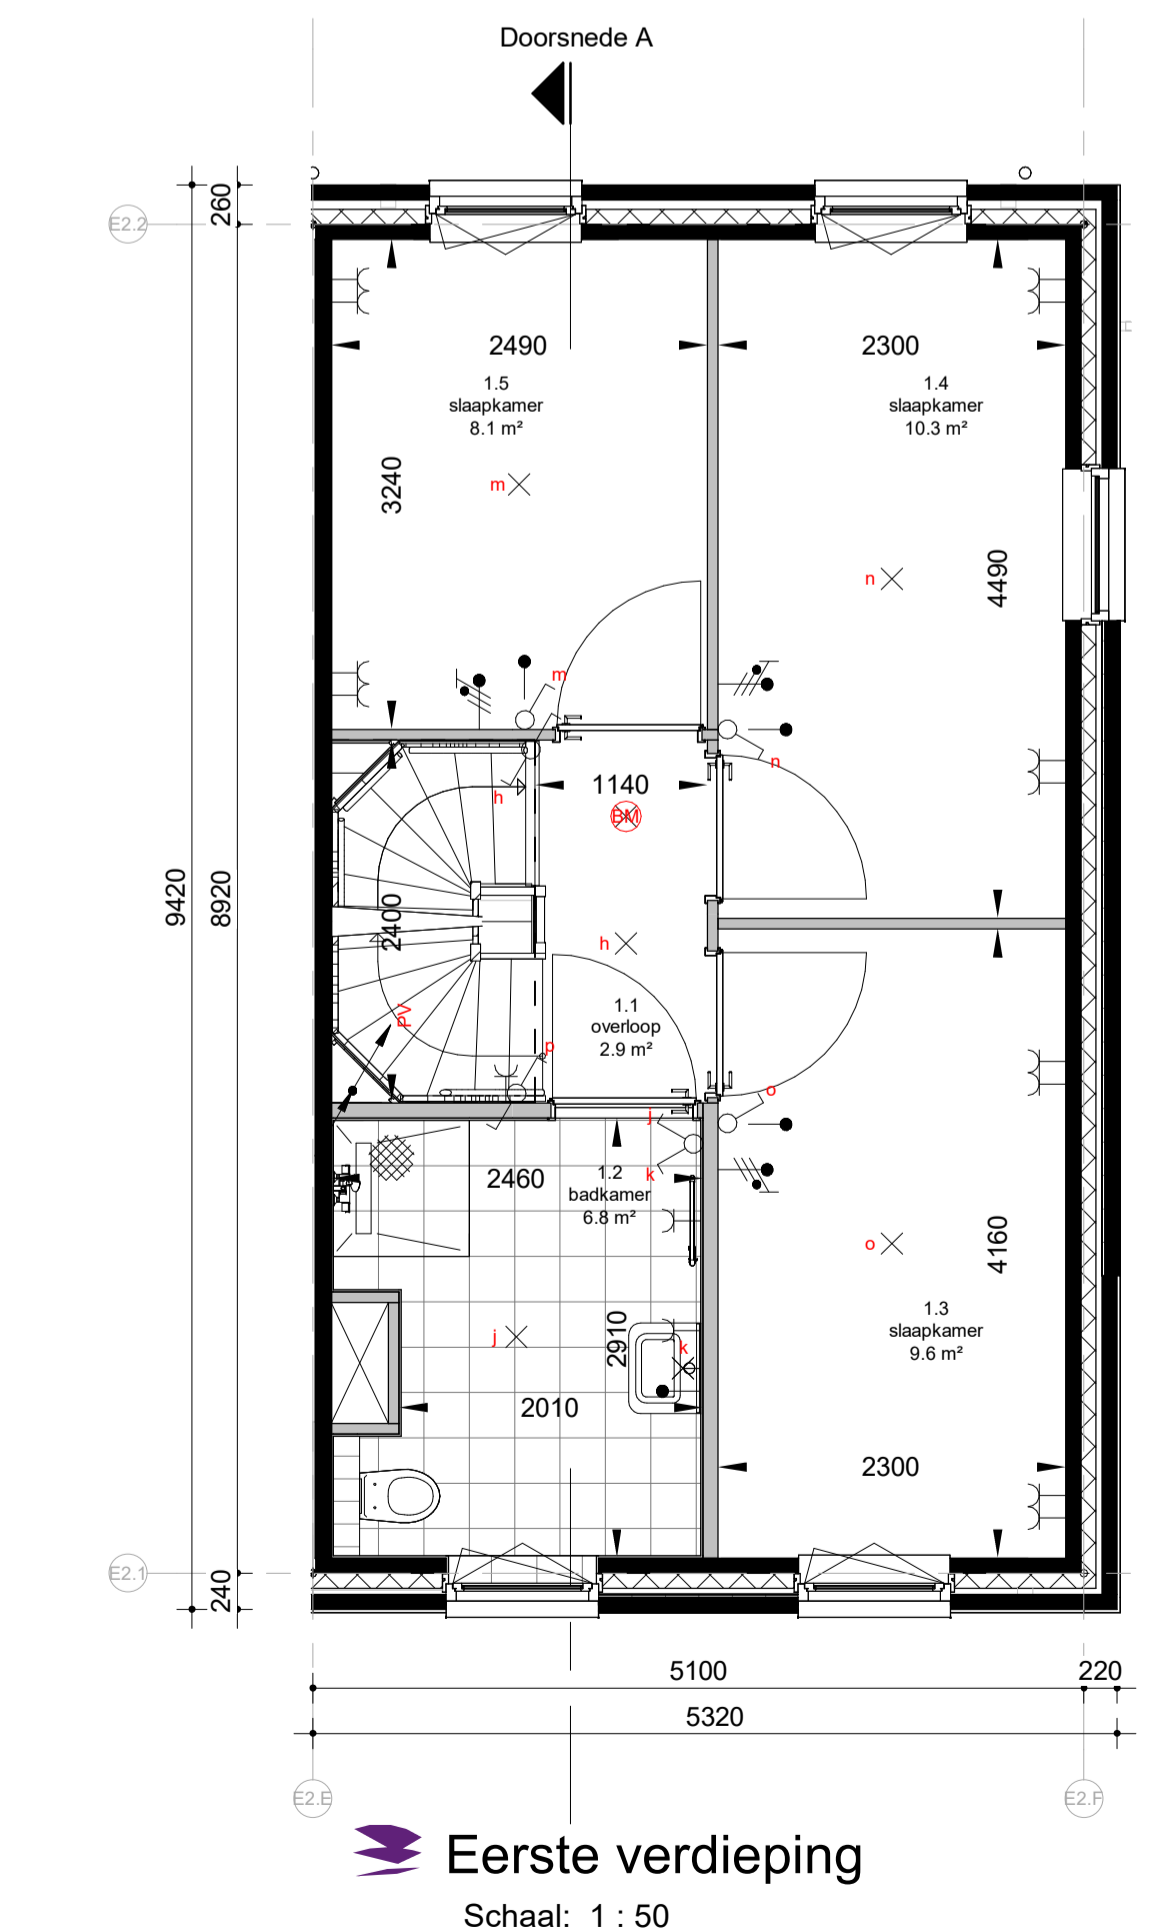 Doorsnede A
260
E2.2
2490
2300
1.5
slaapkamer
8.1 m²
1.4
slaapkamer
10.3 m²
3240
m
n
4490
m
n
h
1140
BM
9420
8920
2400
h
1.1
overloop
2.9 m²
PV
p
o
j
k
2460
1.2
badkamer
6.8 m²
o
4160
1.3
slaapkamer
9.6 m²
j
2910
k
2010
2300
E2.1
240
5100
220
5320
E2.E
E2.F
Eerste verdieping
Schaal: 1 : 50